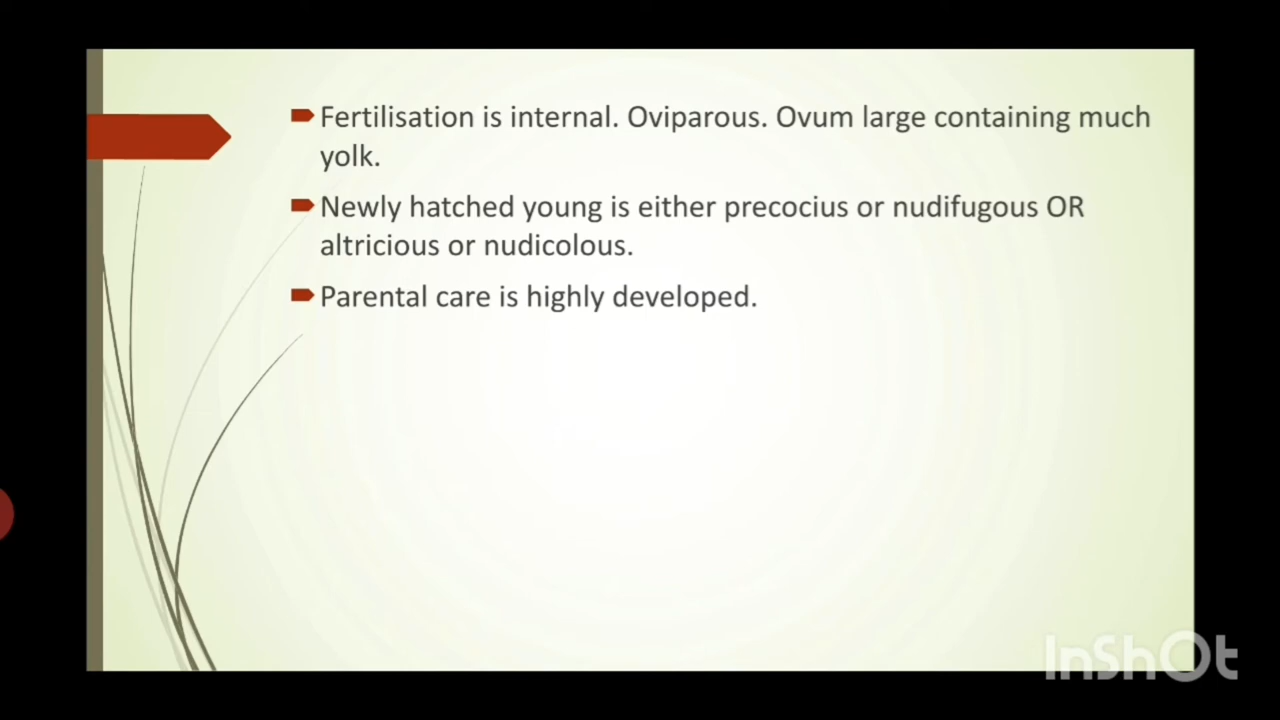 Fertilisation is internal. Oviparous. Ovum large containing much
yolk.
Newly hatched young is either precocius or nudifugous OR
altricious or nudicolous.
Parental care is highly developed.
InShOt